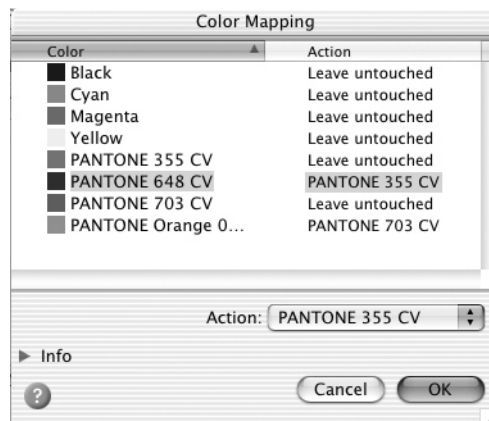 Color Mapping
Color Action
Black Leave untouched
Cyan Leave untouched
Magenta Leave untouched
Yellow Leave untouched
PANTONE 355 CV Leave untouched
PANTONE 648 CV PANTONE 355 CV
PANTONE 703 CV Leave untouched
PANTONE Orange 0... PANTONE 703 CV
Action: PANTONE 355 CV
Info
? Cancel OK